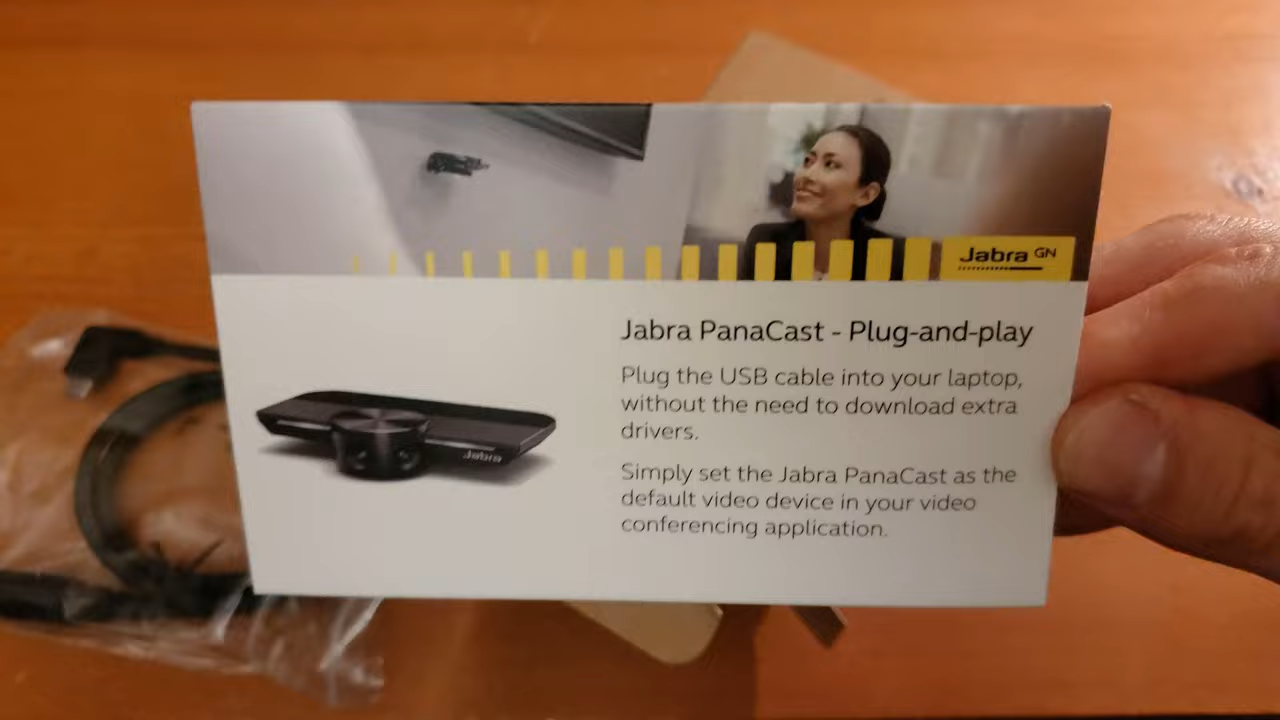 Jabra GN
Jabra PanaCast - Plug-and-play
Plug the USB cable into your laptop,
without the need to download extra
drivers.
Jabra
Simply set the Jabra PanaCast as the
default video device in your video
conferencing application.